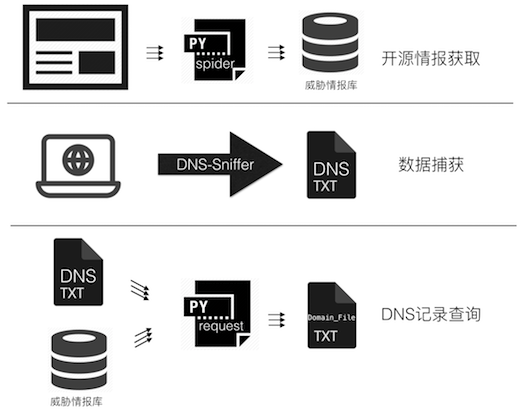 PY
spider
威胁情报库
开源情报获取
DNS-Sniffer
DNS
TXT
数据捕获
DNS
TXT
威胁情报库
PY
request
Domain_File
TXT
DNS记录查询